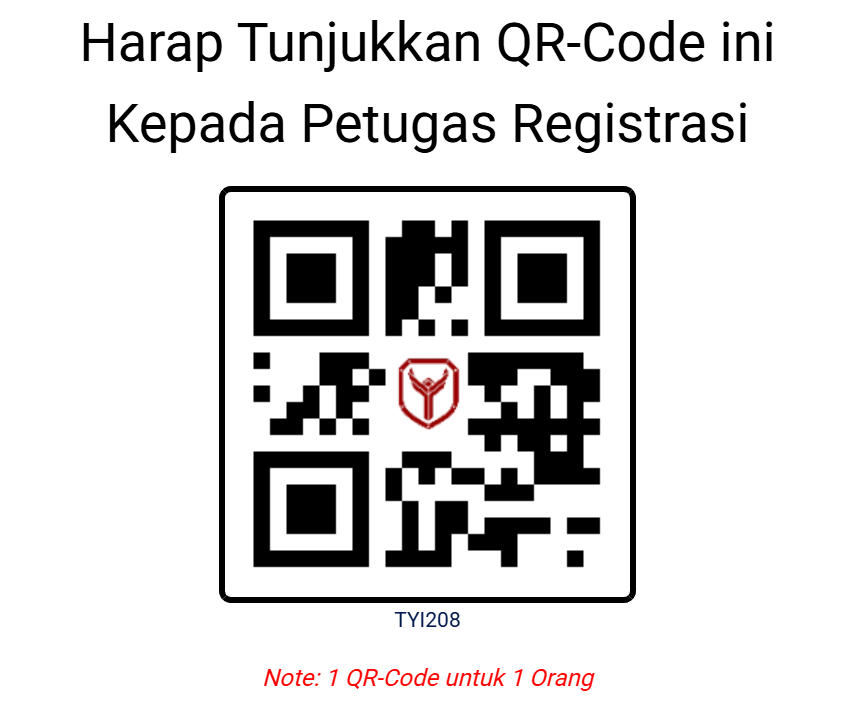 Harap Tunjukkan QR-Code ini
Kepada Petugas Registrasi
TYI208
Note: 1 QR-Code untuk 1 Orang